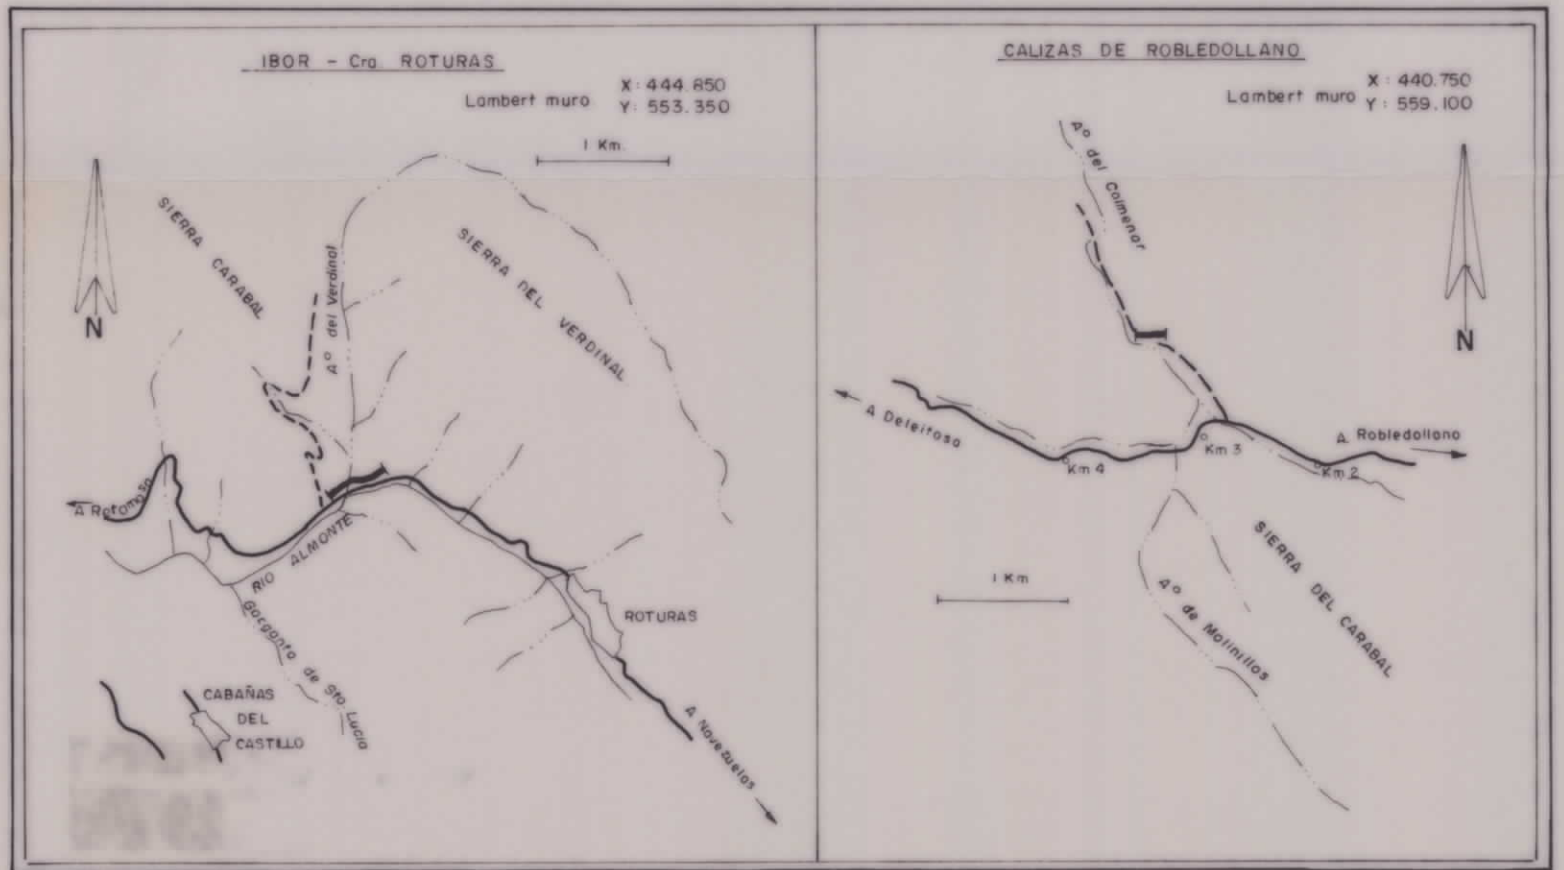 IBOR - Cra. ROTURAS
Lambert muro X: 444.850
Y: 553.350
1 Km.
SIERRA CARABAL
Aº del Verdinal
SIERRA DEL VERDINAL
N
A Retamosa
RIO ALMONTE
Garganta de Sta Lucia
ROTURAS
CABAÑAS
DEL
CASTILLO
A Navezuelas
CALIZAS DE ROBLEDOLLANO
Lambert muro X: 440.750
Y: 559.100
Aº del Colmenar
N
A Deleitosa
A Robledollano
Km 3
Km 4
Km 2
1 Km
SIERRA DEL CARABAL
Aº de Molinillos